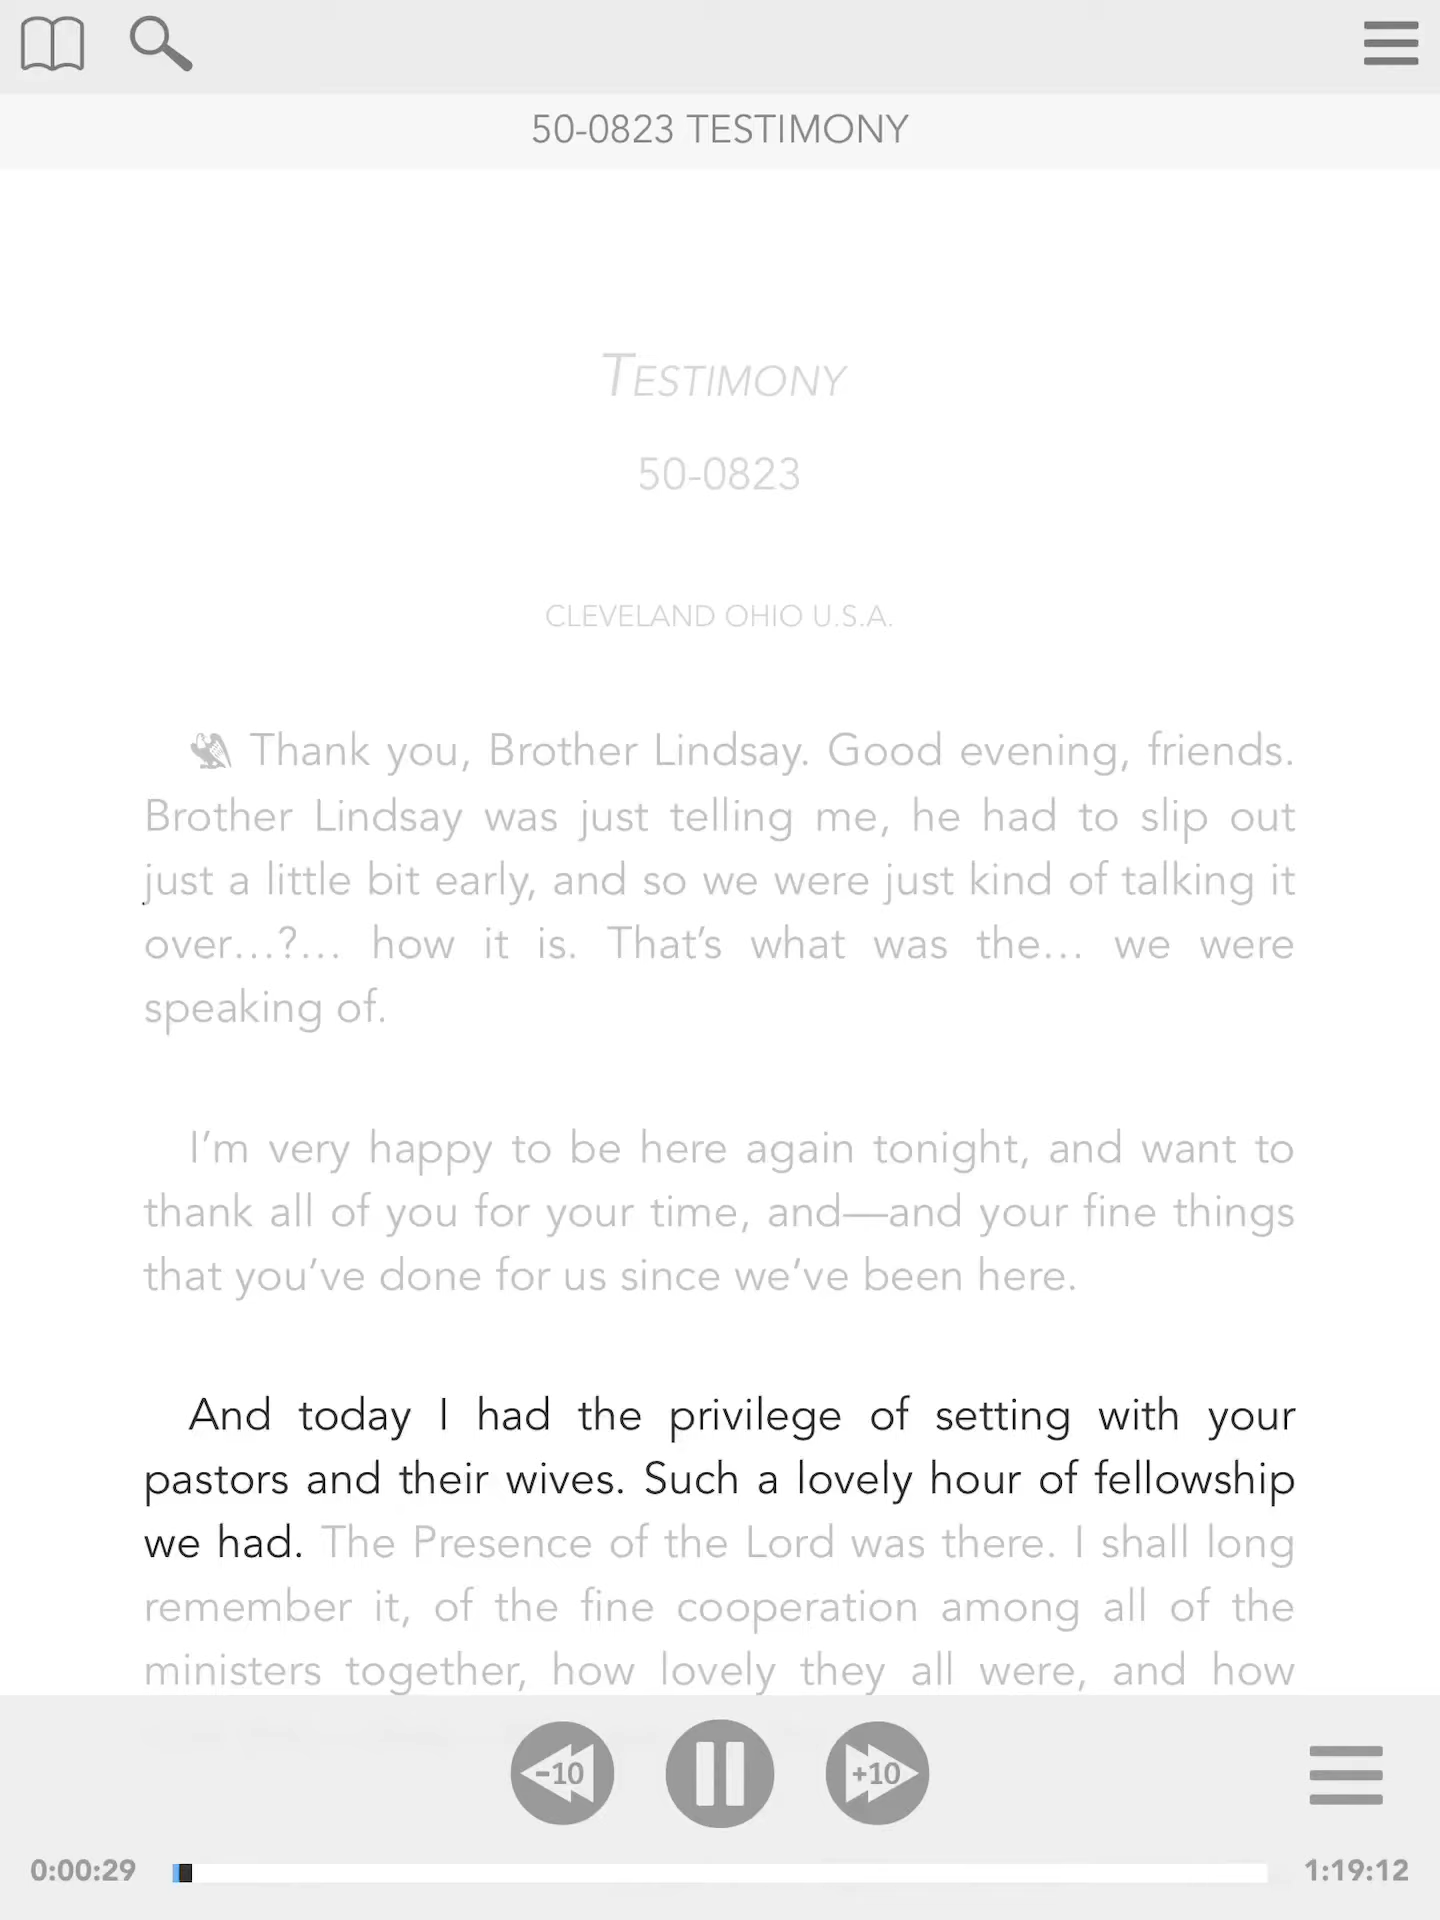 50-0823 TESTIMONY
TESTIMONY
50-0823
CLEVELAND OHIO U.S.A.
Thank you, Brother Lindsay. Good evening, friends.
Brother Lindsay was just telling me, he had to slip out
just a little bit early, and so we were just kind of talking it
over…?… how it is. That’s what was the… we were
speaking of.
I’m very happy to be here again tonight, and want to
thank all of you for your time, and—and your fine things
that you’ve done for us since we’ve been here.
And today I had the privilege of setting with your
pastors and their wives. Such a lovely hour of fellowship
we had. The Presence of the Lord was there. I shall long
remember it, of the fine cooperation among all of the
ministers together, how lovely they all were, and how
-10
+10
0:00:29
1:19:12